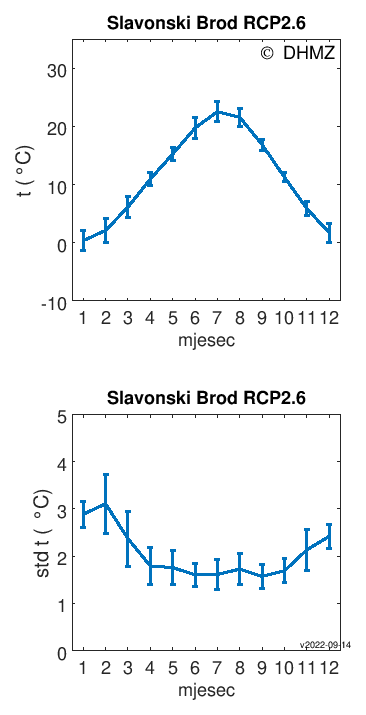 Slavonski Brod RCP2.6
© DHMZ
30
20
10
0
-10
t ( °C)
1 2 3 4 5 6 7 8 9 10 11 12
mjesec
Slavonski Brod RCP2.6
5
4
3
2
1
0
std t ( °C)
v2022-09-14
1 2 3 4 5 6 7 8 9 10 11 12
mjesec